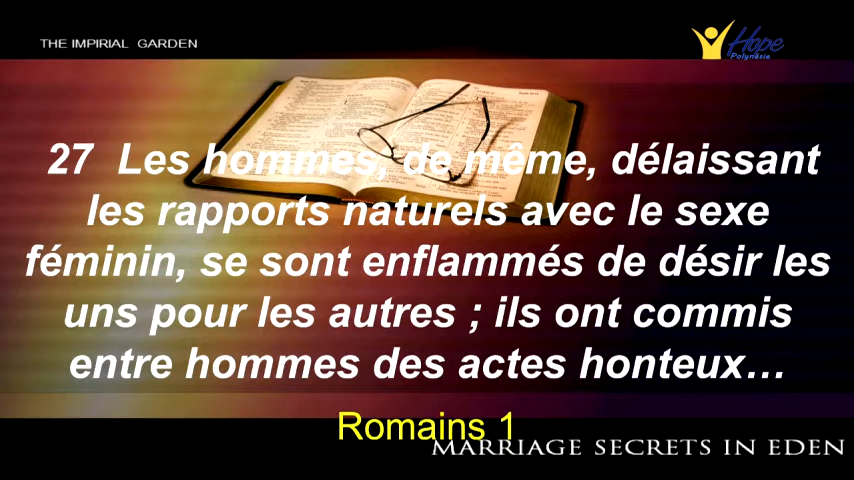 THE IMPIRIAL GARDEN
Hope
Polynésie
27 Les hommes, de même, délaissant
les rapports naturels avec le sexe
féminin, se sont enflammés de désir les
uns pour les autres ; ils ont commis
entre hommes des actes honteux…
Romains 1
MARRIAGE SECRETS IN EDEN